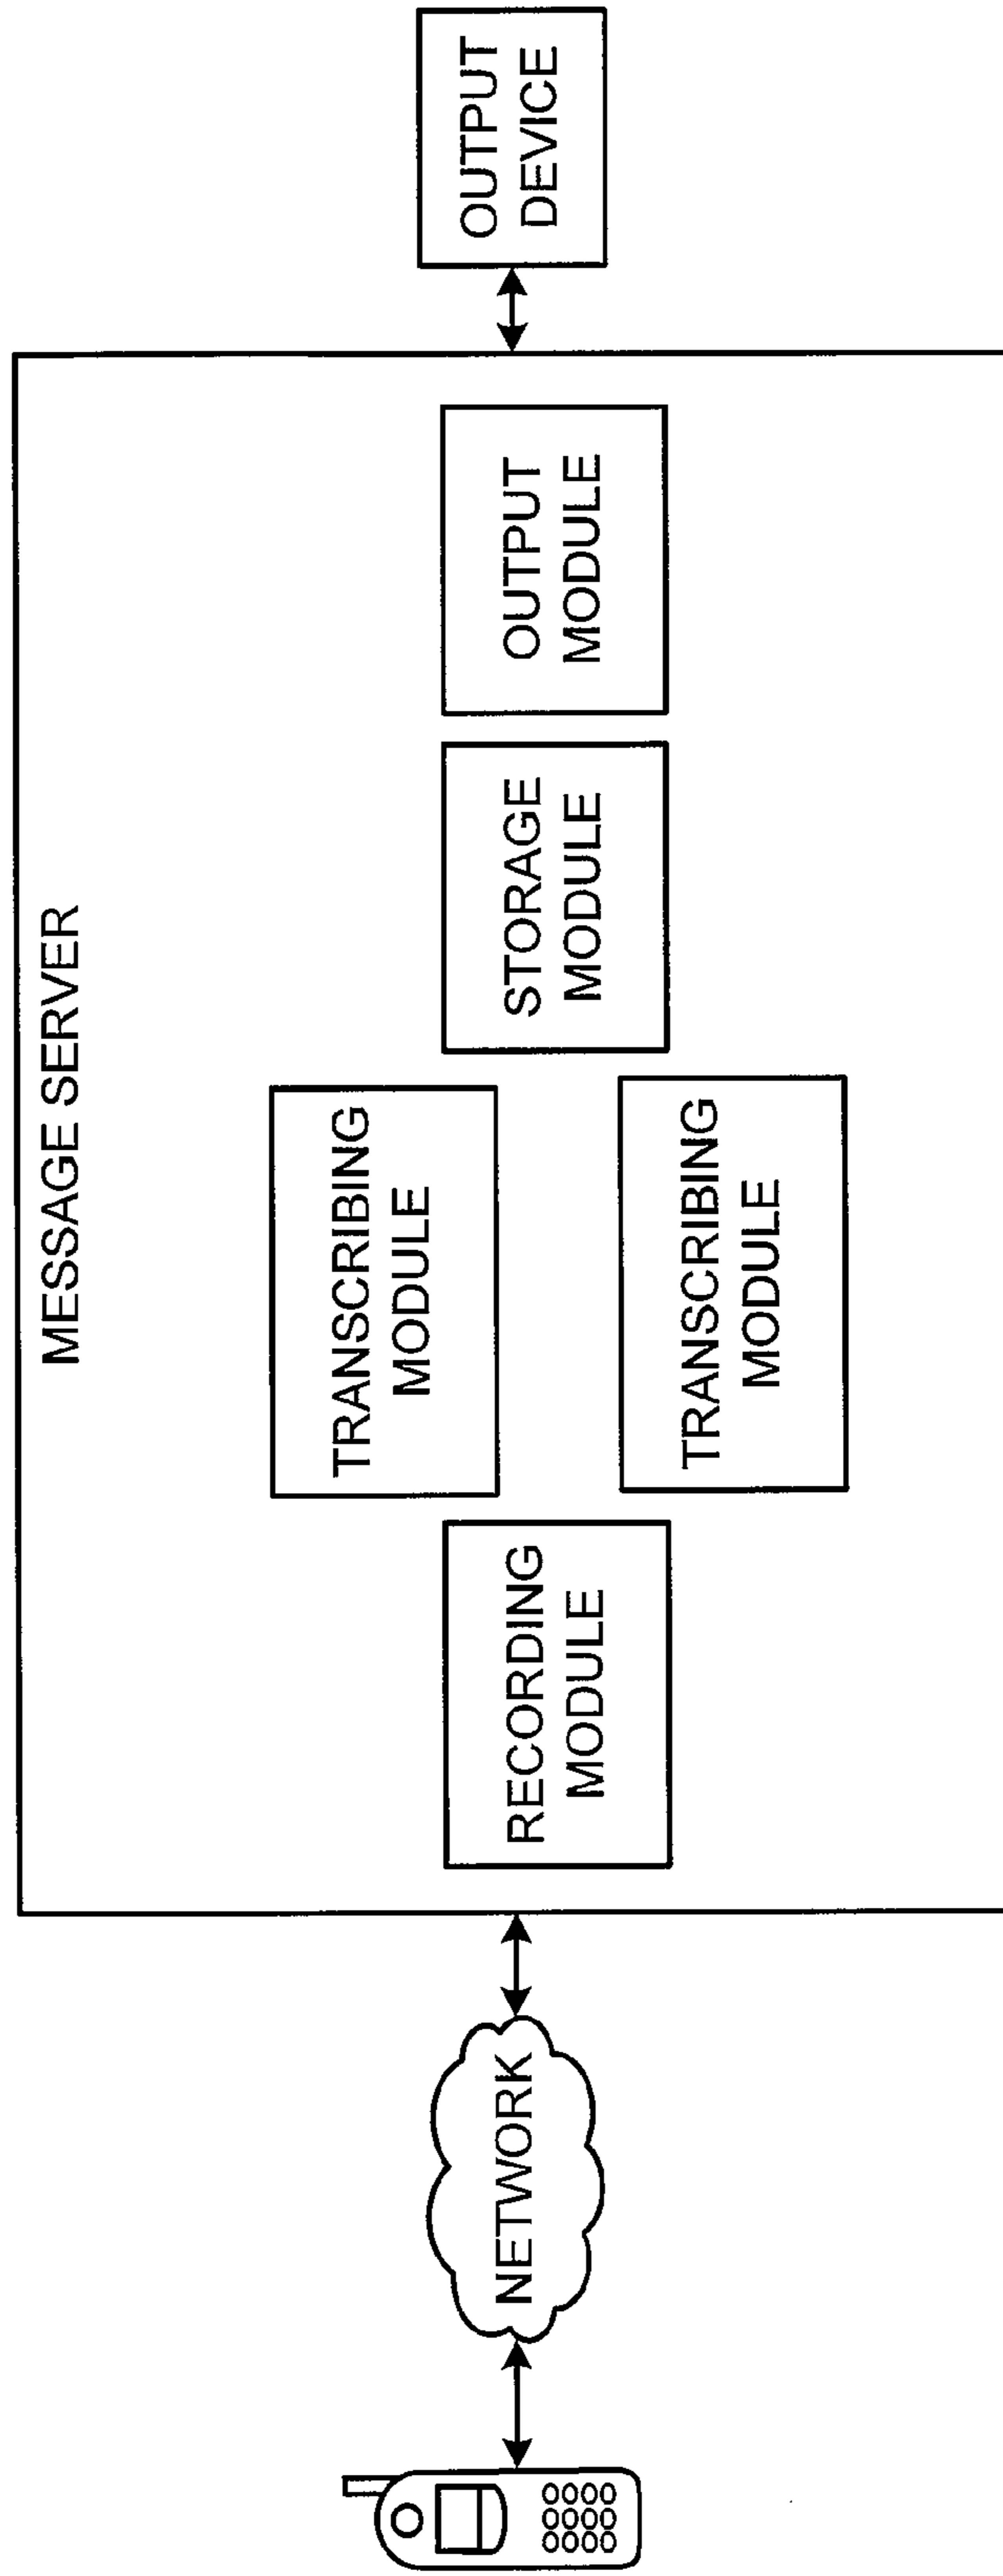 MESSAGE SERVER
NETWORK
RECORDING
MODULE
TRANSCRIBING
MODULE
TRANSCRIBING
MODULE
STORAGE
MODULE
OUTPUT
MODULE
OUTPUT
DEVICE